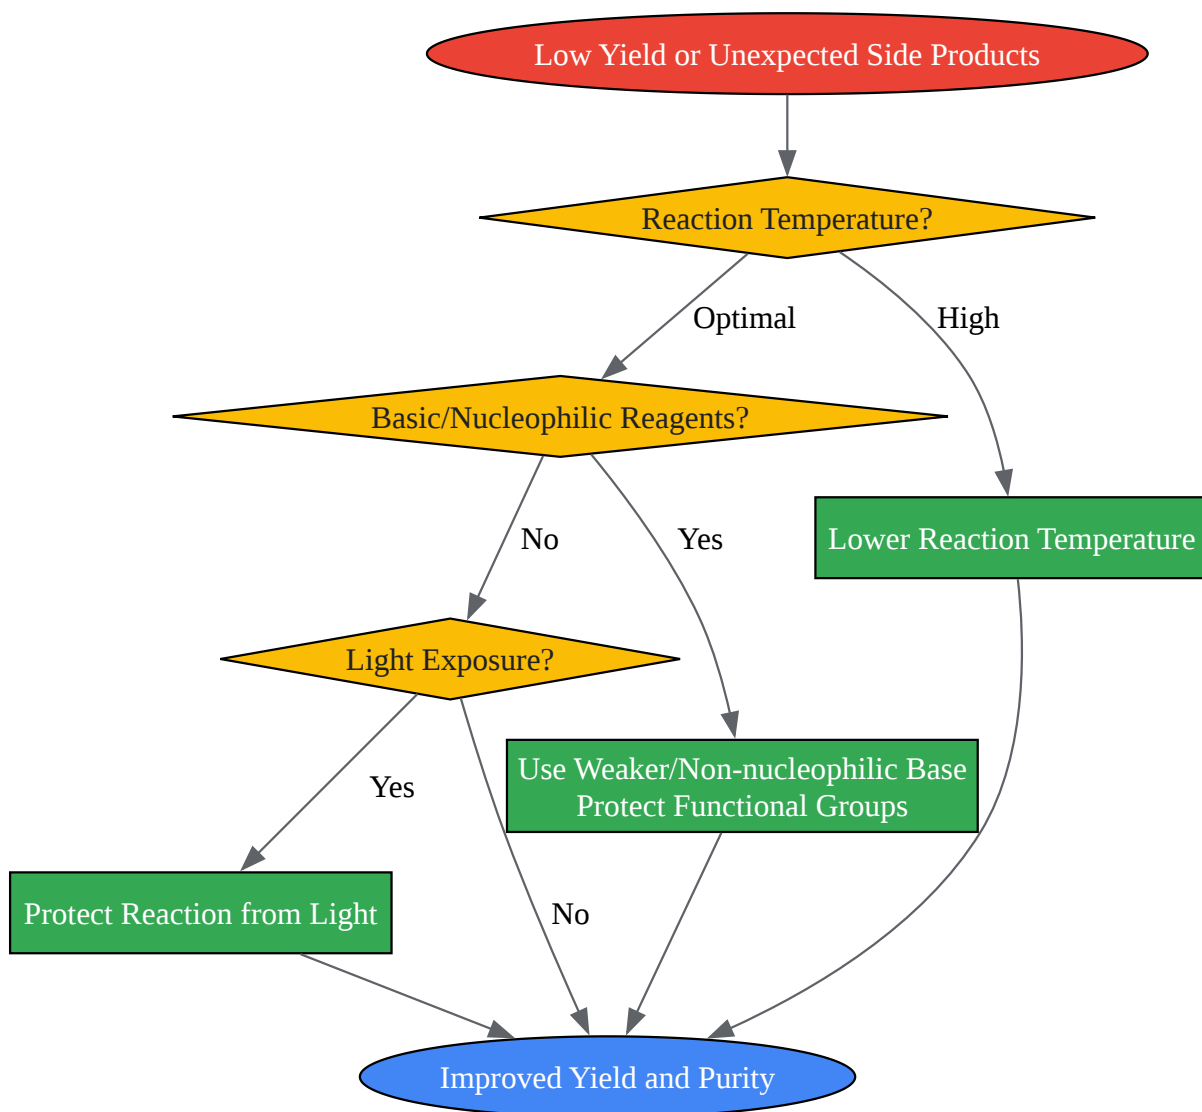 Low Yield or Unexpected Side Products
Reaction Temperature?
Optimal
High
Basic/Nucleophilic Reagents?
No
Yes
Lower Reaction Temperature
Light Exposure?
Use Weaker/Non-nucleophilic Base
Protect Functional Groups
Yes
Protect Reaction from Light
No
Improved Yield and Purity